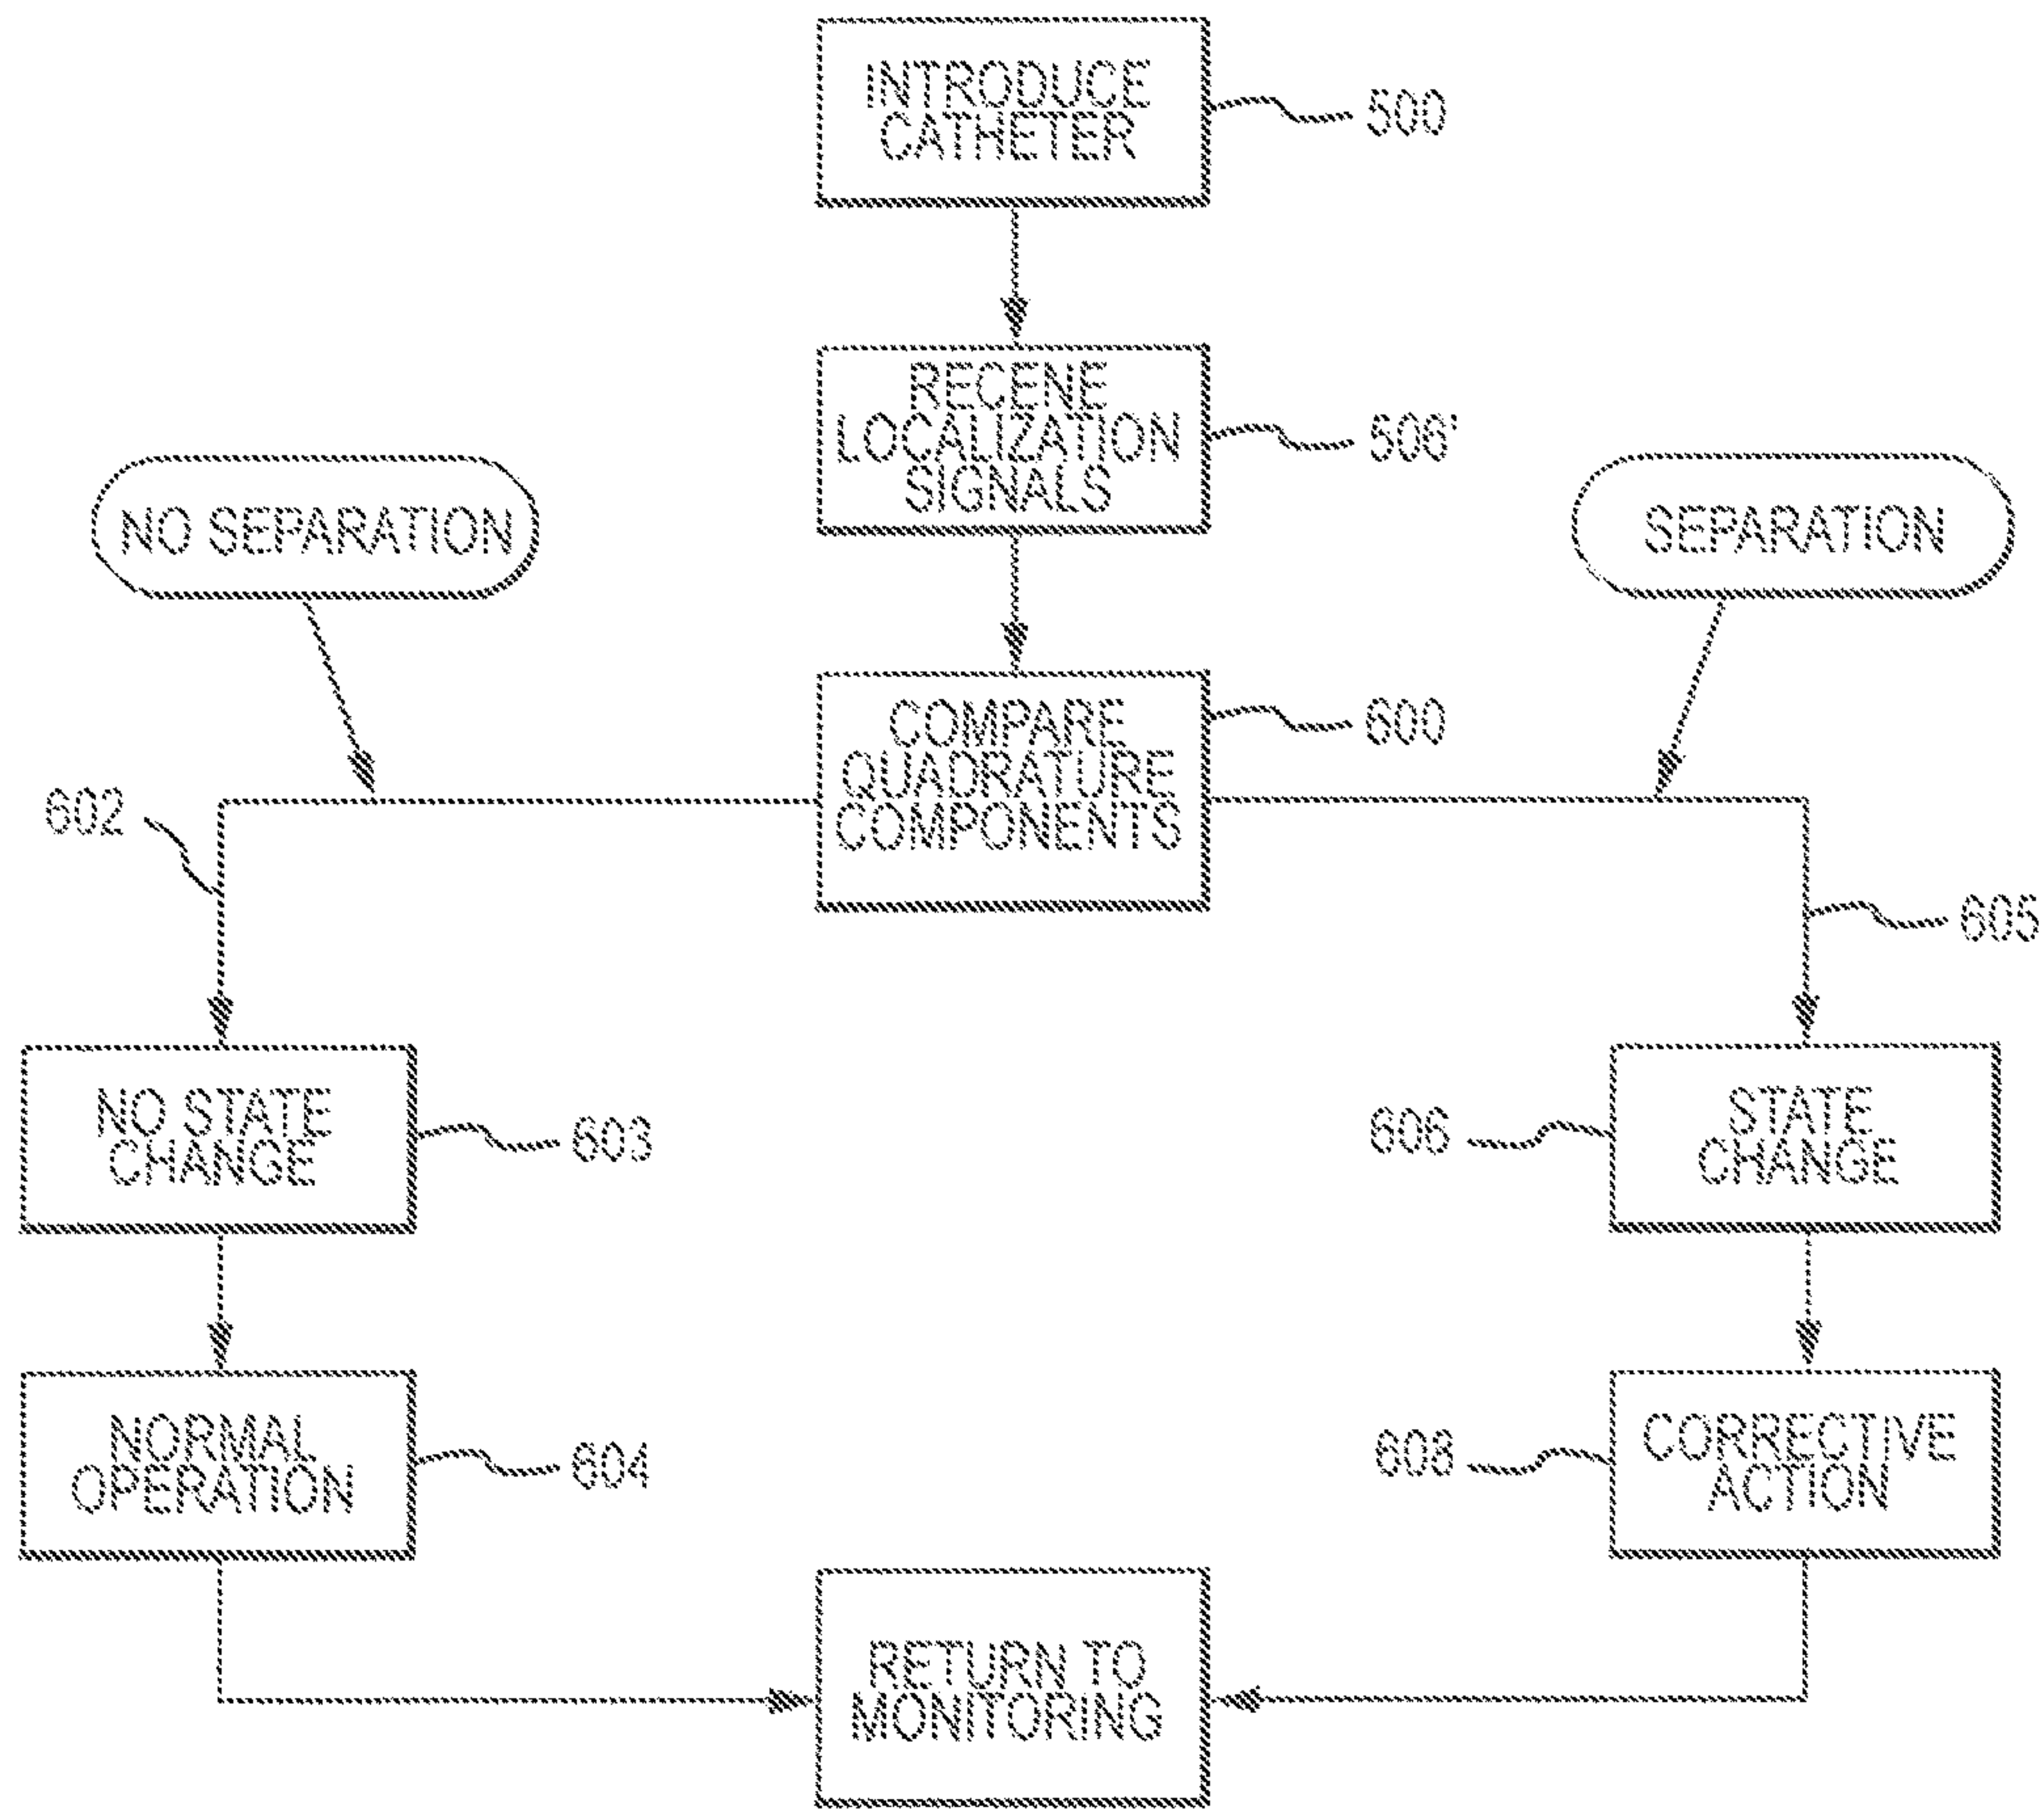 INTRODUCE
CATHETER
500
RECENE
LOCALIZATION
SIGNALS
506'
NO SEPARATION
SEPARATION
COMPARE
QUADRATURE
COMPONENTS
600
602
605
NO STATE
CHANGE
603
606
STATE
CHANGE
NORMAL
OPERATION
604
608
CORRECTIVE
ACTION
RETURN TO
MONITORING